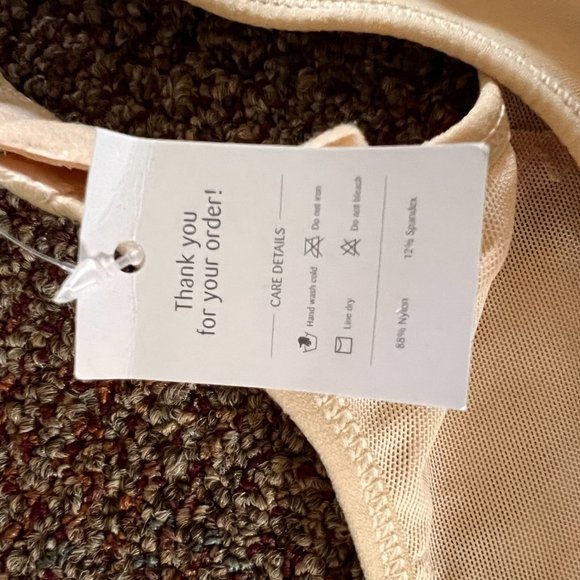 Thank you
for your order!
CARE DETAILS
Hand wash cold Do not iron
Line dry Do not bleach
88% Nylon 12% Spandex